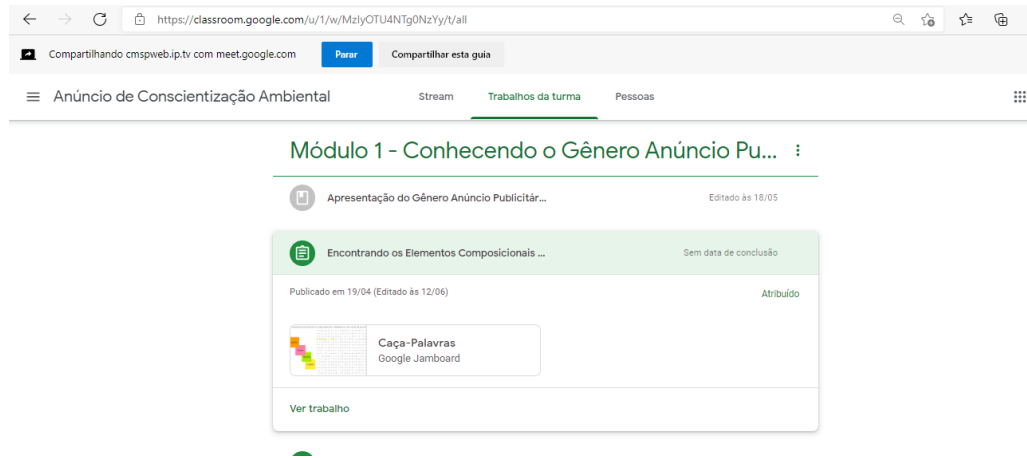 https://classroom.google.com/u/1/w/MzIyOTU4NTg0NzYy/t/all
Compartilhando cmspweb.ip.tv com meet.google.com Parar Compartilhar esta guia
Anúncio de Conscientização Ambiental Stream Trabalhos da turma Pessoas
Módulo 1 - Conhecendo o Gênero Anúncio Pu...
Apresentação do Gênero Anúncio Publicitár... Editado às 18/05
Encontrando os Elementos Composicionais ... Sem data de conclusão
Publicado em 19/04 (Editado às 12/06) Atribuído
Caça-Palavras
Google Jamboard
Ver trabalho